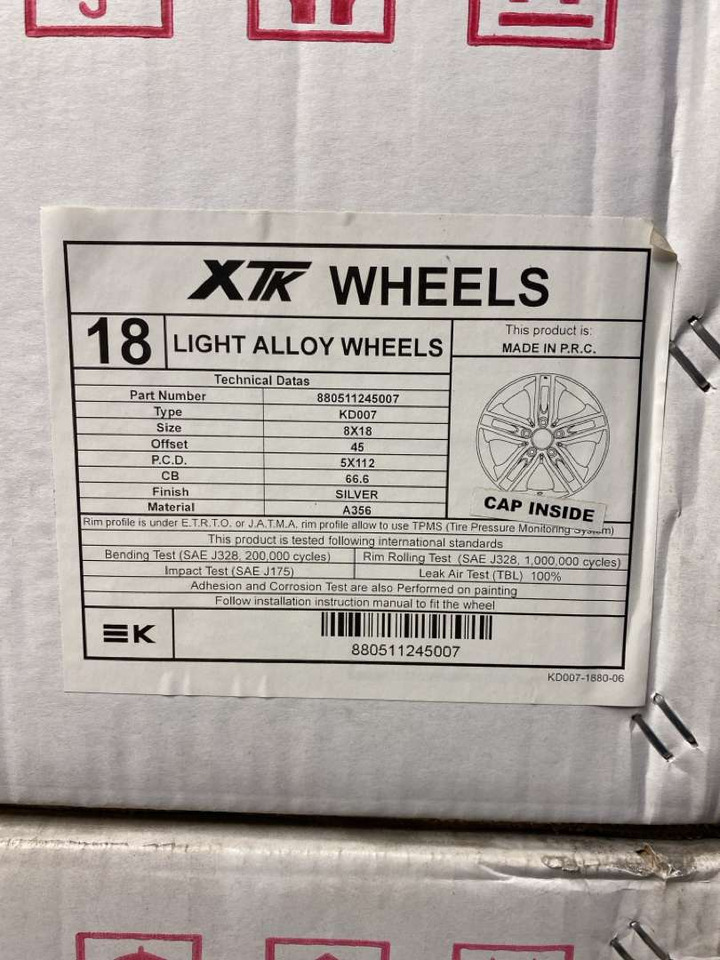 XTK WHEELS
18 LIGHT ALLOY WHEELS
This product is:
MADE IN P.R.C.
Technical Datas
Part Number 880511245007
Type KD007
Size 8X18
Offset 45
P.C.D. 5X112
CB 66.6
Finish SILVER
Material A356
CAP INSIDE
Rim profile is under E.T.R.T.O. or J.A.T.M.A. rim profile allow to use TPMS (Tire Pressure Monitoring System)
This product is tested following international standards
Bending Test (SAE J328, 200,000 cycles) Rim Rolling Test (SAE J328, 1,000,000 cycles)
Impact Test (SAE J175) Leak Air Test (TBL) 100%
Adhesion and Corrosion Test are also Performed on painting
Follow installation instruction manual to fit the wheel
EK
880511245007
KD007-1880-06